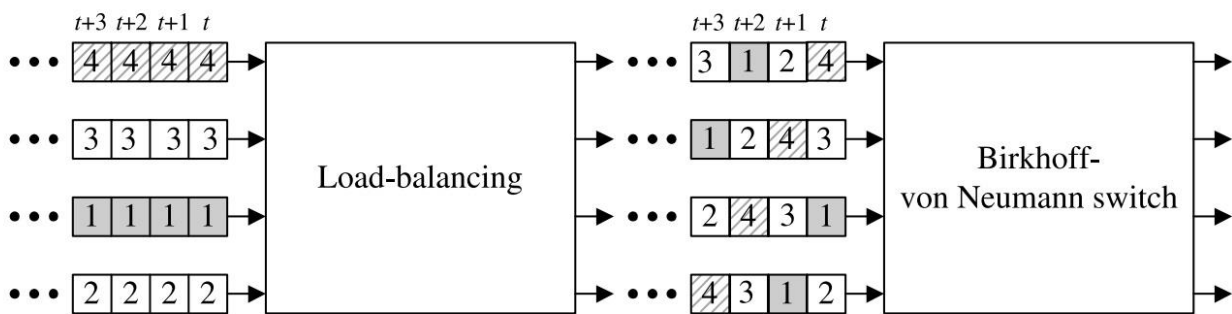 t+3 t+2 t+1 t t+3 t+2 t+1 t
4 4 4 4 3 1 2 4
3 3 3 3 1 2 4 3
Load-balancing
Birkhoff-
von Neumann switch
1 1 1 1 2 4 3 1
2 2 2 2 4 3 1 2